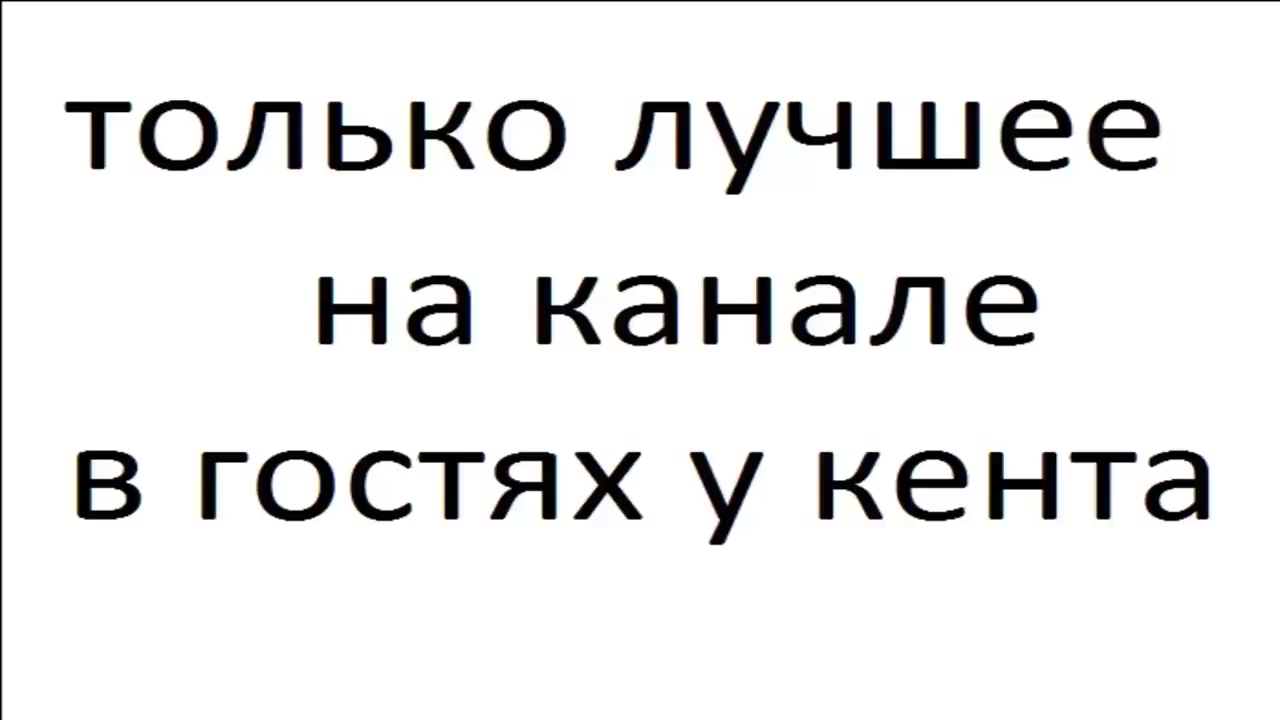 только лучшее
на канале
в гостях у кента